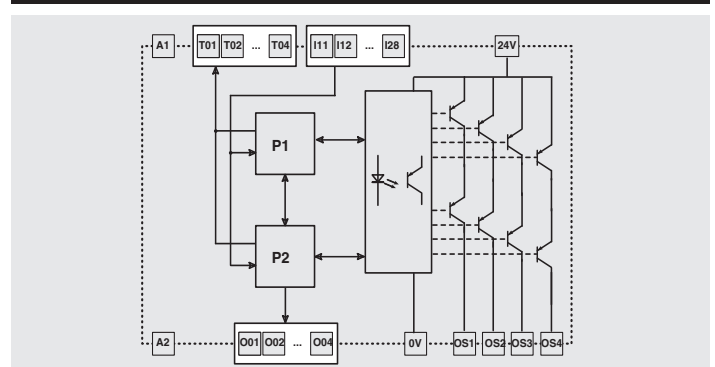 A1 T01 T02 ... T04 I11 I12 ... I28 24V
P1
P2
A2 O01 O02 ... O04 0V OS1 OS2 OS3 OS4